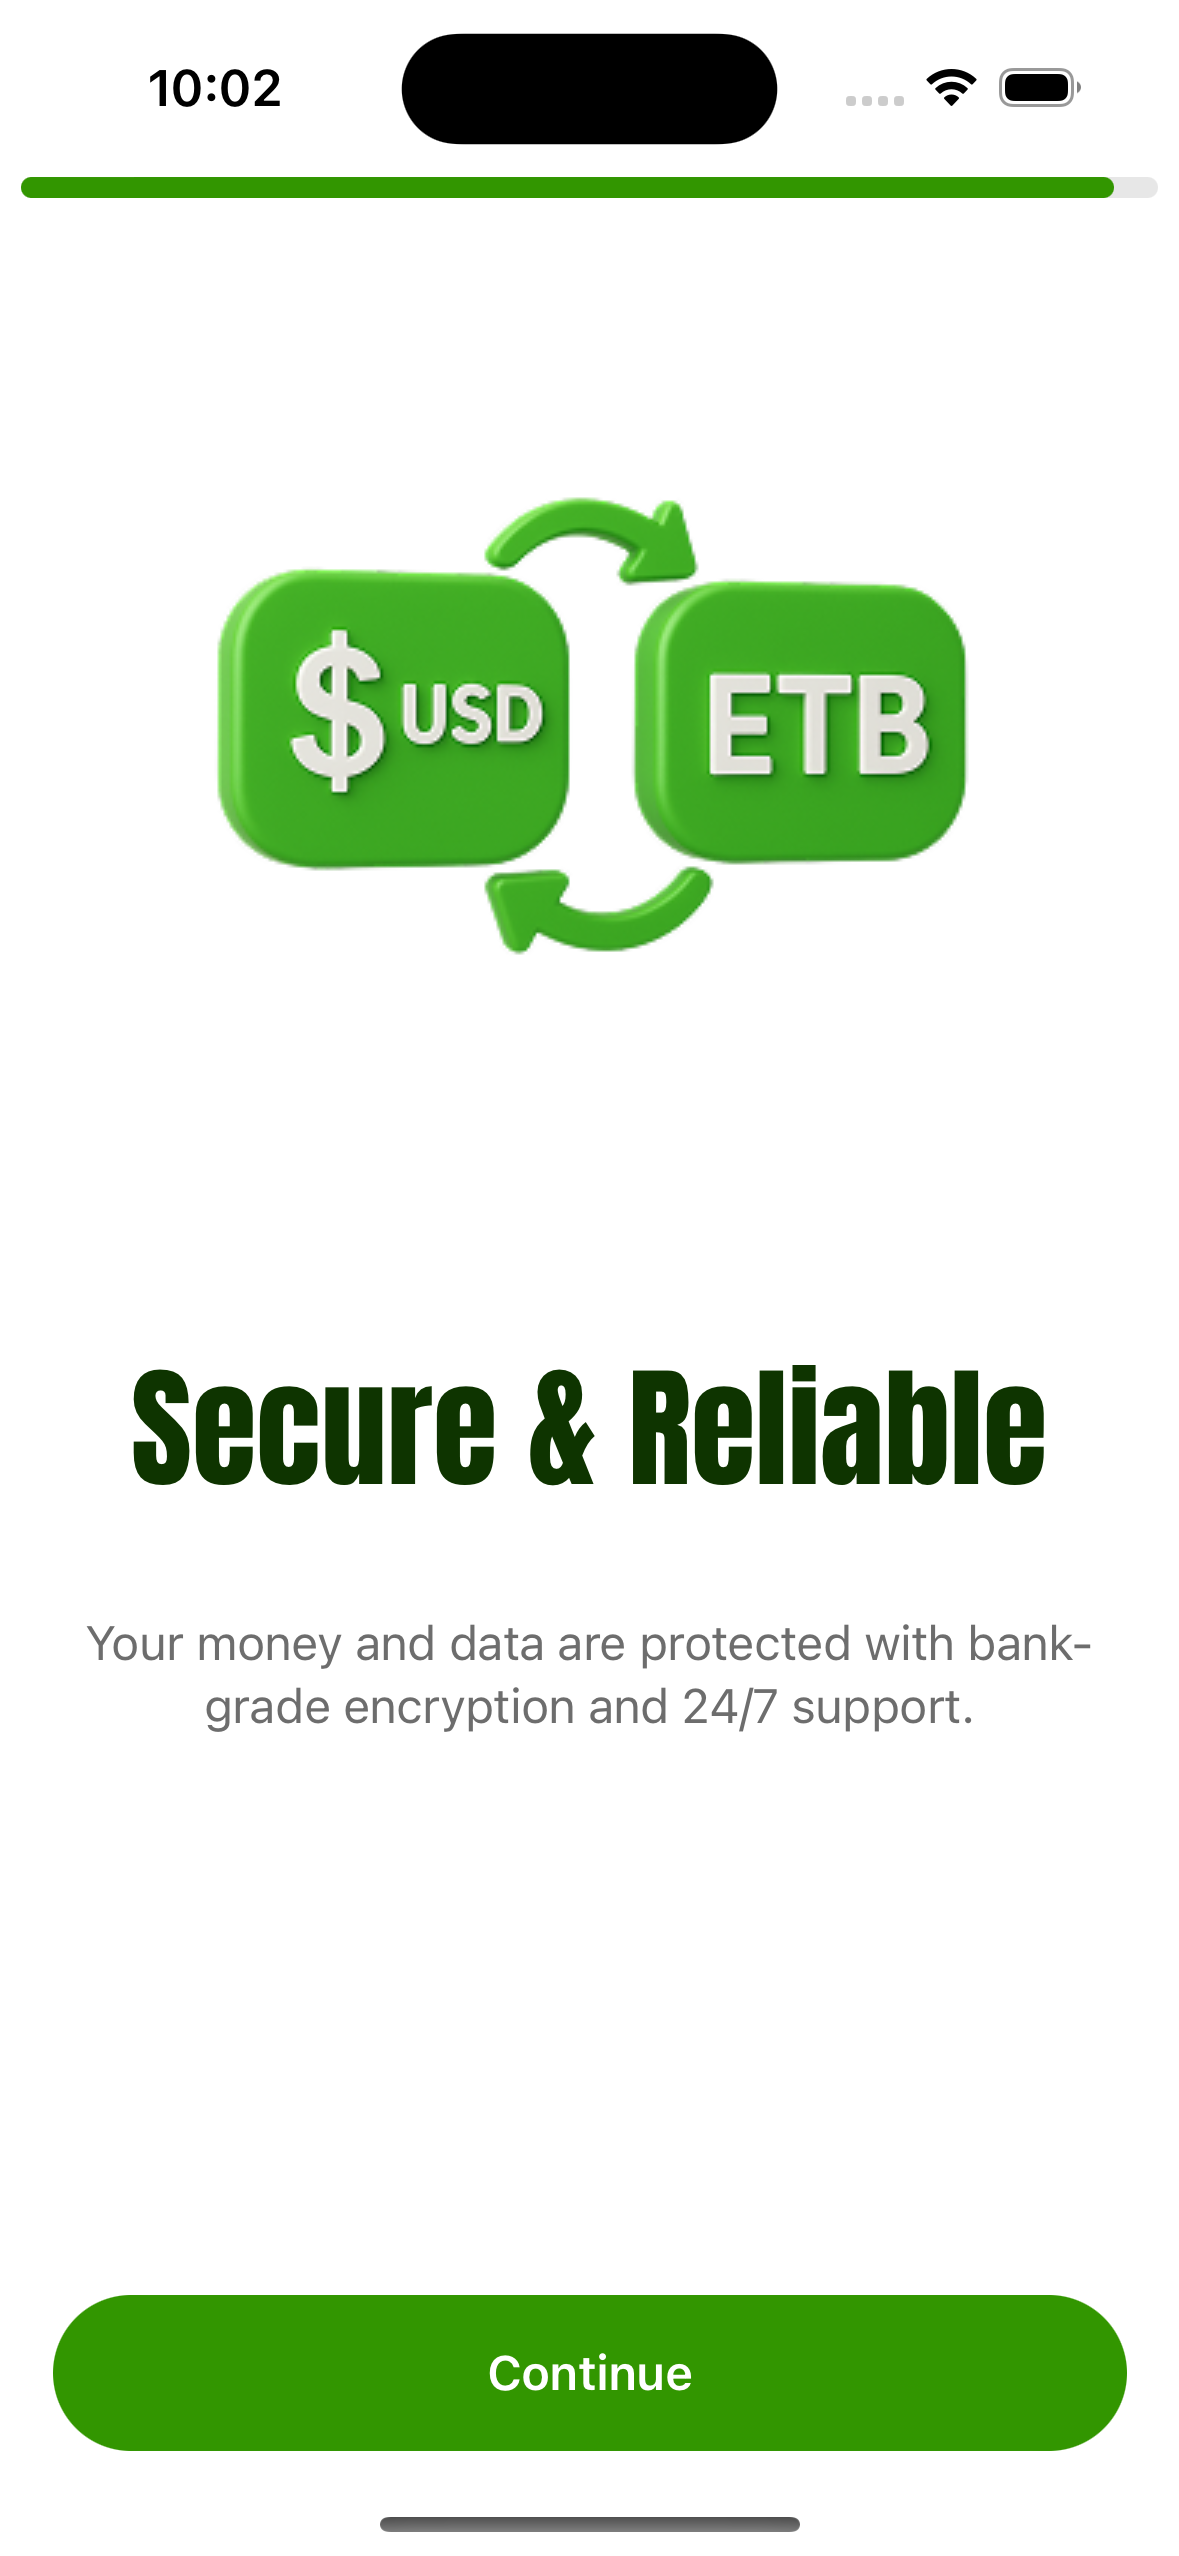 10:02
$ USD
ETB
Secure & Reliable
Your money and data are protected with bank-
grade encryption and 24/7 support.
Continue